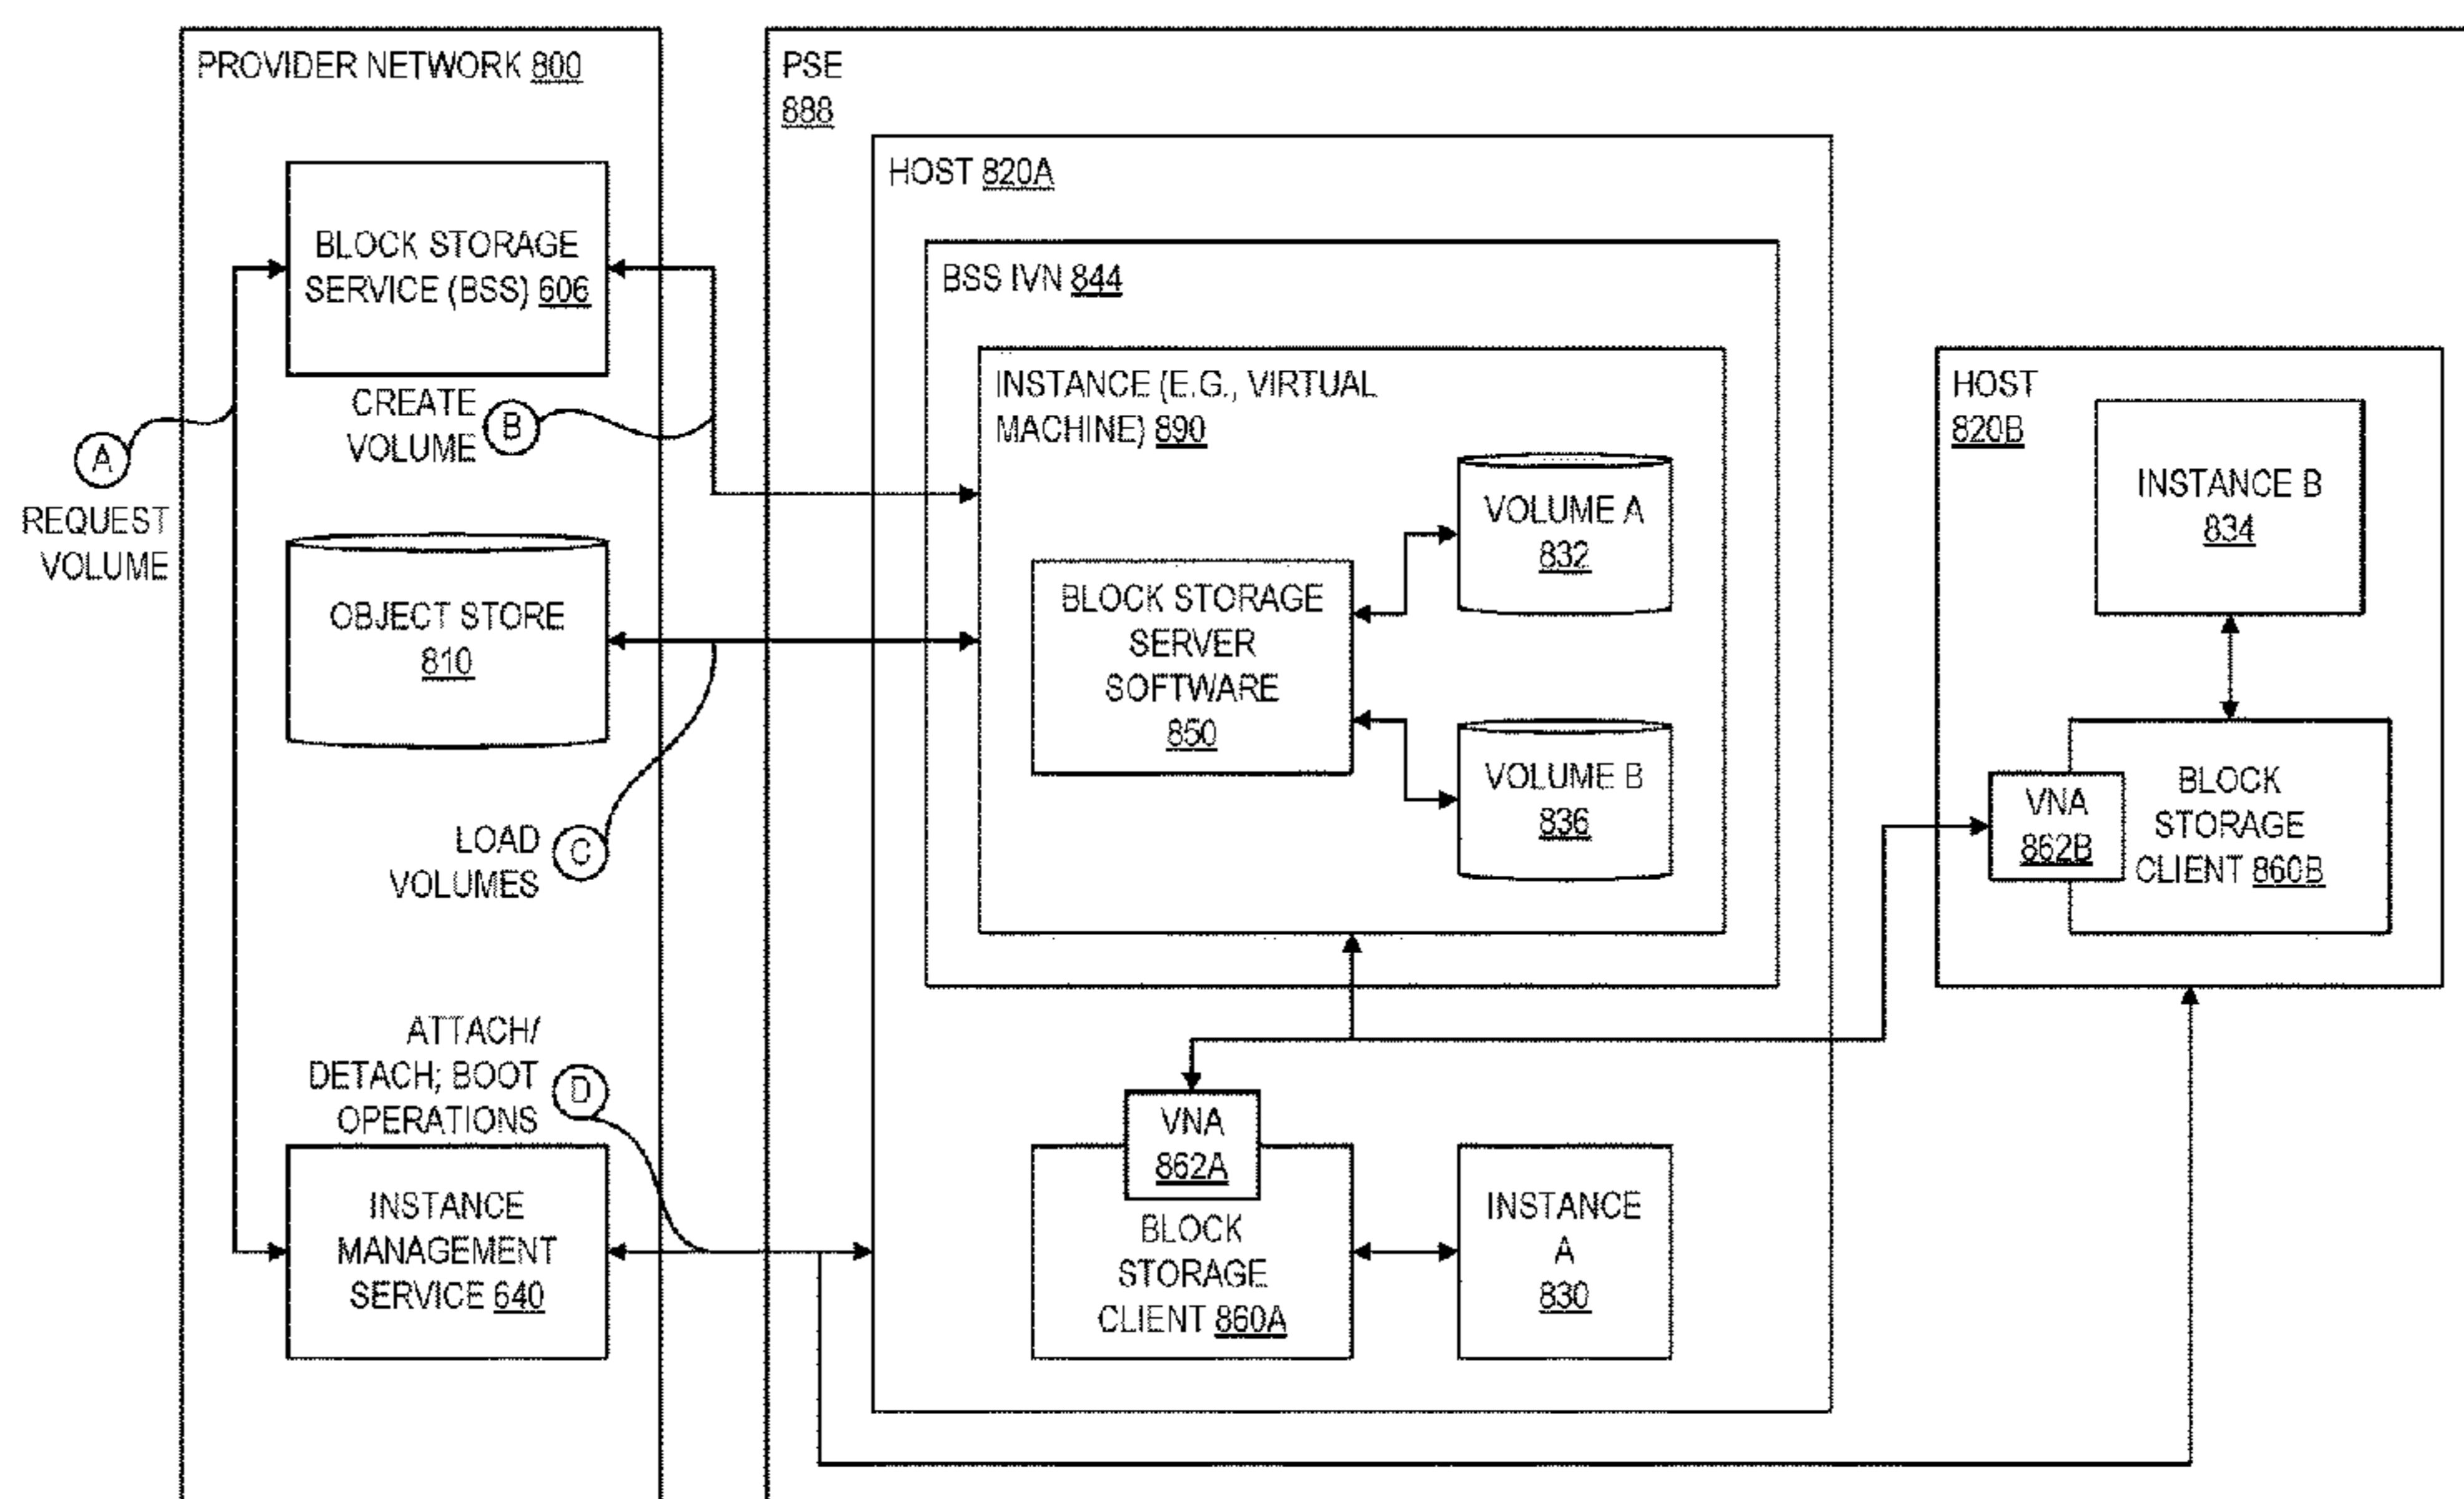 PROVIDER NETWORK 800
BLOCK STORAGE
SERVICE (BSS) 606
CREATE
VOLUME
B
A
REQUEST
VOLUME
OBJECT STORE
810
LOAD
VOLUMES
C
ATTACH/
DETACH; BOOT
OPERATIONS
D
INSTANCE
MANAGEMENT
SERVICE 640
PSE
888
HOST 820A
BSS IVN 844
INSTANCE (E.G., VIRTUAL
MACHINE) 890
BLOCK STORAGE
SERVER
SOFTWARE
850
VOLUME A
832
VOLUME B
836
VNA
862A
BLOCK
STORAGE
CLIENT 860A
INSTANCE
A
830
HOST
820B
INSTANCE B
834
VNA
862B
BLOCK
STORAGE
CLIENT 860B